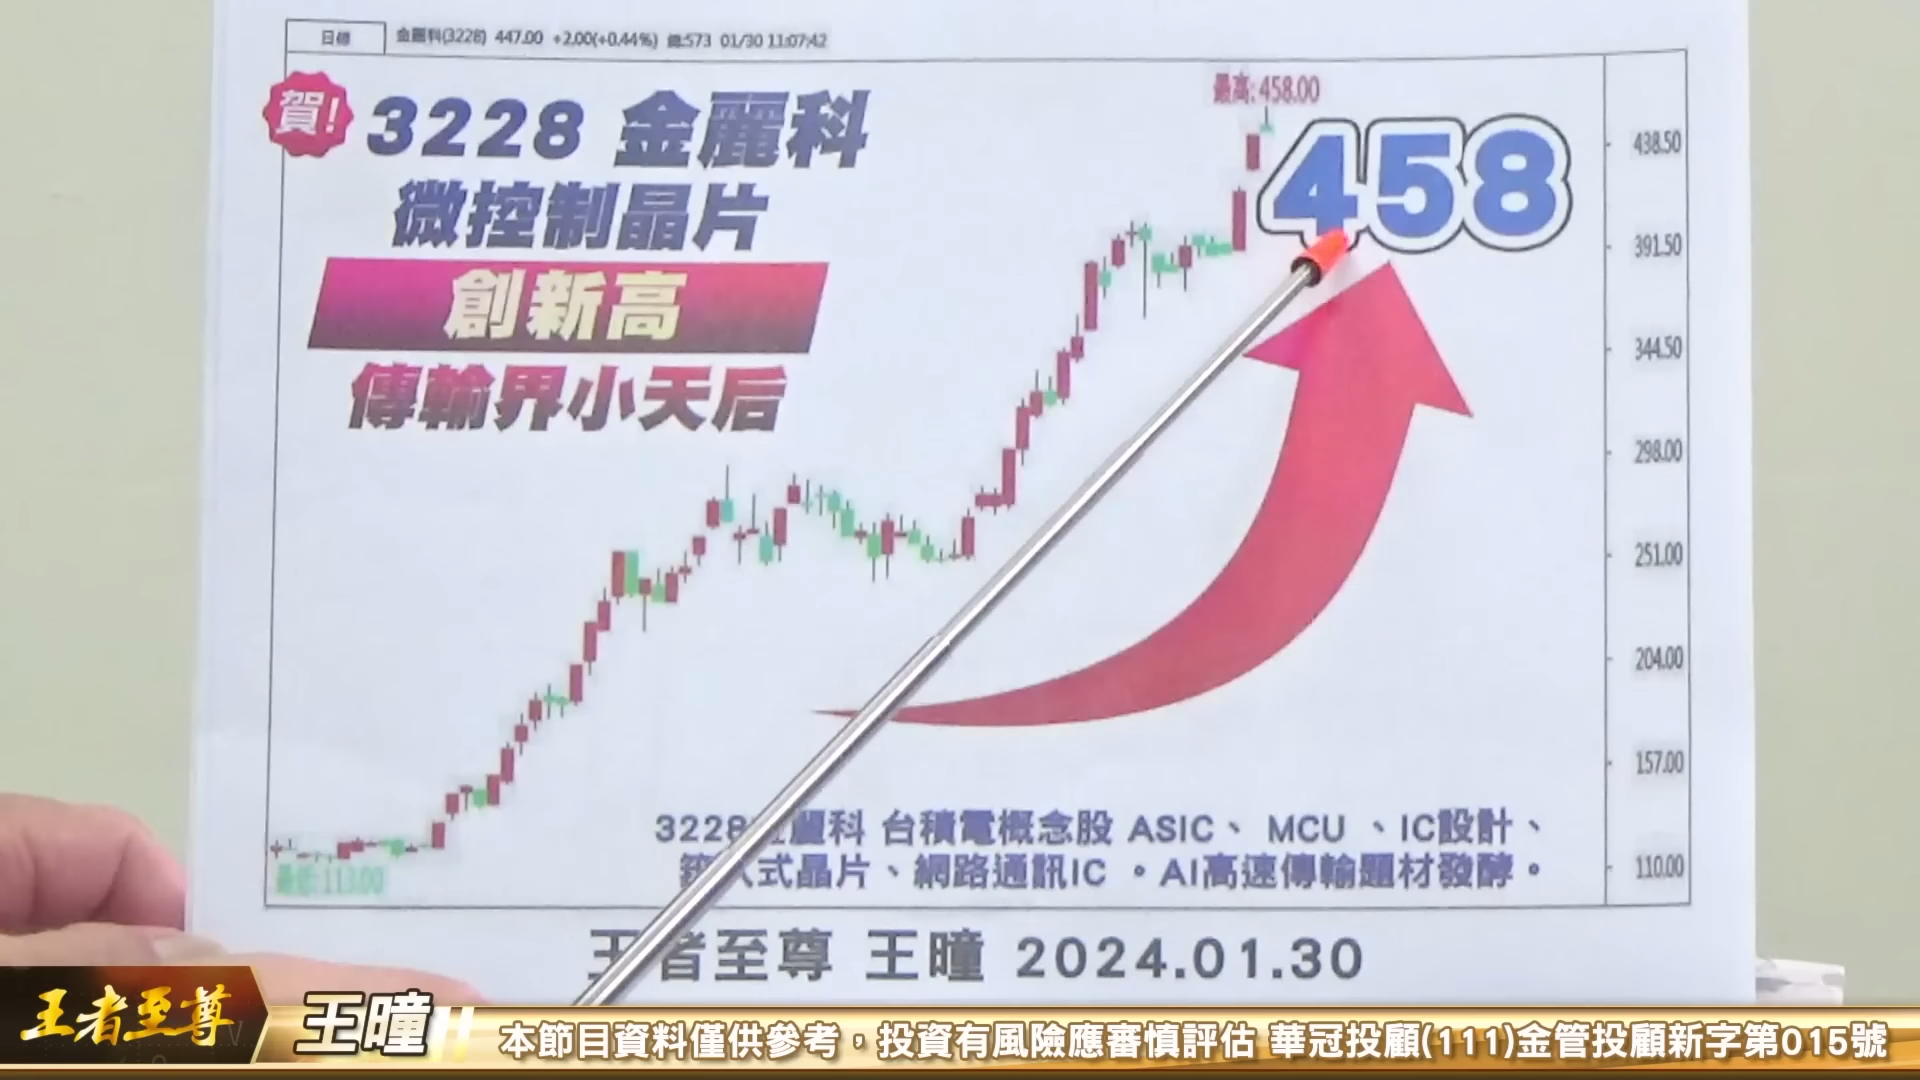 日線 金麗科(3228) 447.00 +2.00(+0.44%) 總:573 01/30 11:07:42
賀! 3228 金麗科
微控制晶片
創新高
傳輸界小天后
最高:458.00
458
438.50
391.50
344.50
298.00
251.00
204.00
157.00
110.00
最低:113.00
3228 麗科 台積電概念股 ASIC、 MCU 、IC設計、
式晶片、網路通訊IC 。AI高速傳輸題材發酵。
王者至尊 王曈 2024.01.30
王者至尊 王曈 本節目資料僅供參考,投資有風險應審慎評估 華冠投顧(111)金管投顧新字第015號